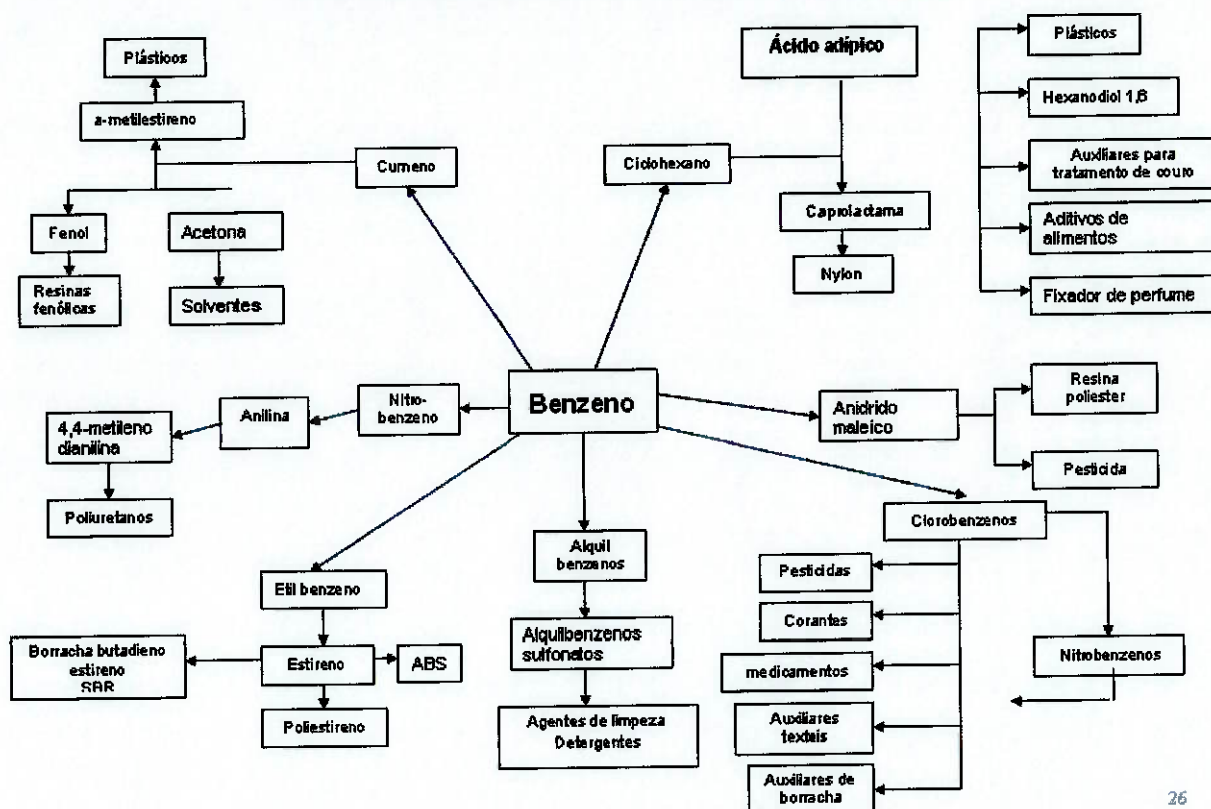 Plásticos
a-metilestireno
Cumeno
Fenol
Acetona
Resinas
fenólicas
Solventes
Ácido adípico
Ciclohexano
Caprolactama
Nylon
Plásticos
Hexanodiol 1,6
Auxiliares para
tratamento de couro
Aditivos de
alimentos
Fixador de perfume
Benzeno
Nitro-
benzeno
Anilina
4,4-metileno
dianilina
Poliuretanos
Anidrido
maleico
Resina
poliester
Pesticida
Clorobenzenos
Pesticidas
Corantes
medicamentos
Auxiliares
texteis
Auxiliares de
borracha
Nitrobenzenos
Alquil
benzenos
Alquilbenzenos
sulfonatos
Agentes de limpeza
Detergentes
Etil benzeno
Estireno
ABS
Borracha butadieno
estireno
SBR
Poliestireno
26